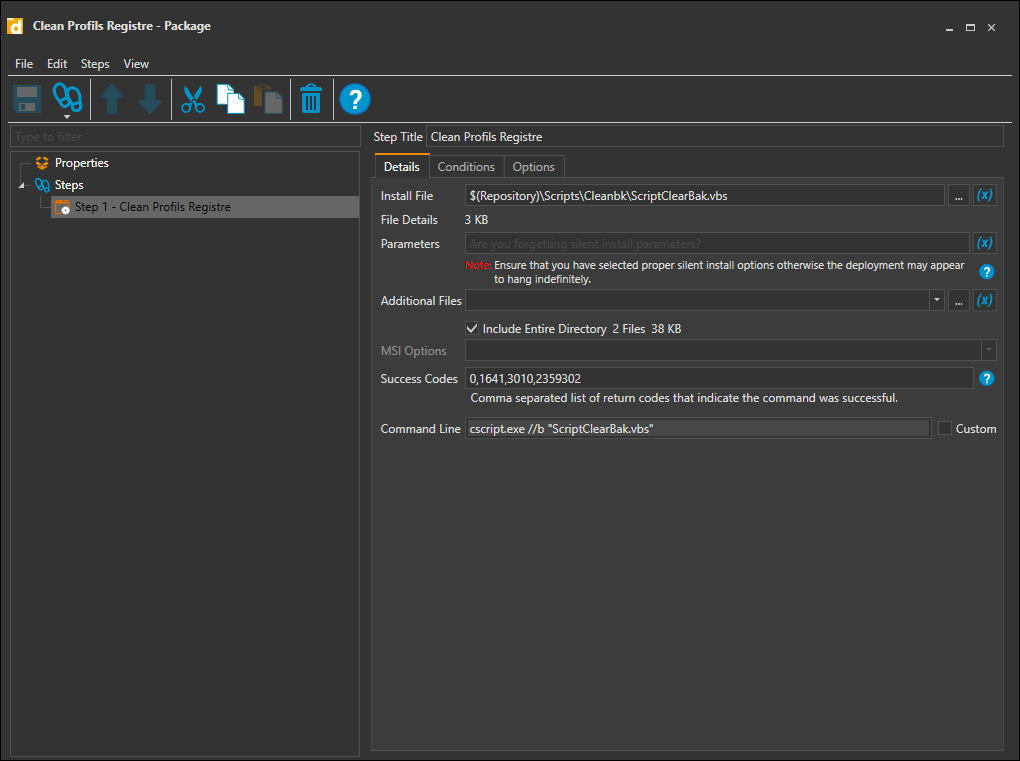 Clean Profils Registre - Package
File Edit Steps View
Type to filter
Properties
Steps
Step 1 - Clean Profils Registre
Step Title Clean Profils Registre
Details Conditions Options
Install File $(Repository)\Scripts\Cleanbk\ScriptClearBak.vbs ... (x)
File Details 3 KB
Parameters Are you forgetting silent install parameters? (x)
Note: Ensure that you have selected proper silent install options otherwise the deployment may appear
to hang indefinitely.
Additional Files ... (x)
Include Entire Directory 2 Files 38 KB
MSI Options
Success Codes 0,1641,3010,2359302
Comma separated list of return codes that indicate the command was successful.
Command Line cscript.exe //b "ScriptClearBak.vbs" Custom